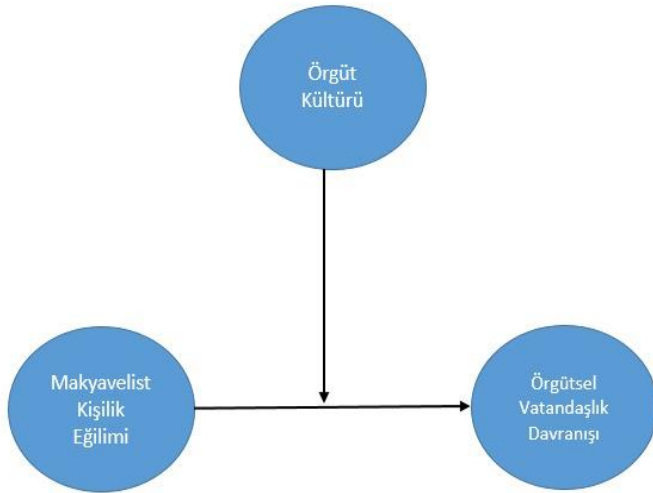 Örgüt
Kültürü
Makyavelist
Kişilik
Eğilimi
Örgütsel
Vatandaşlık
Davranışı